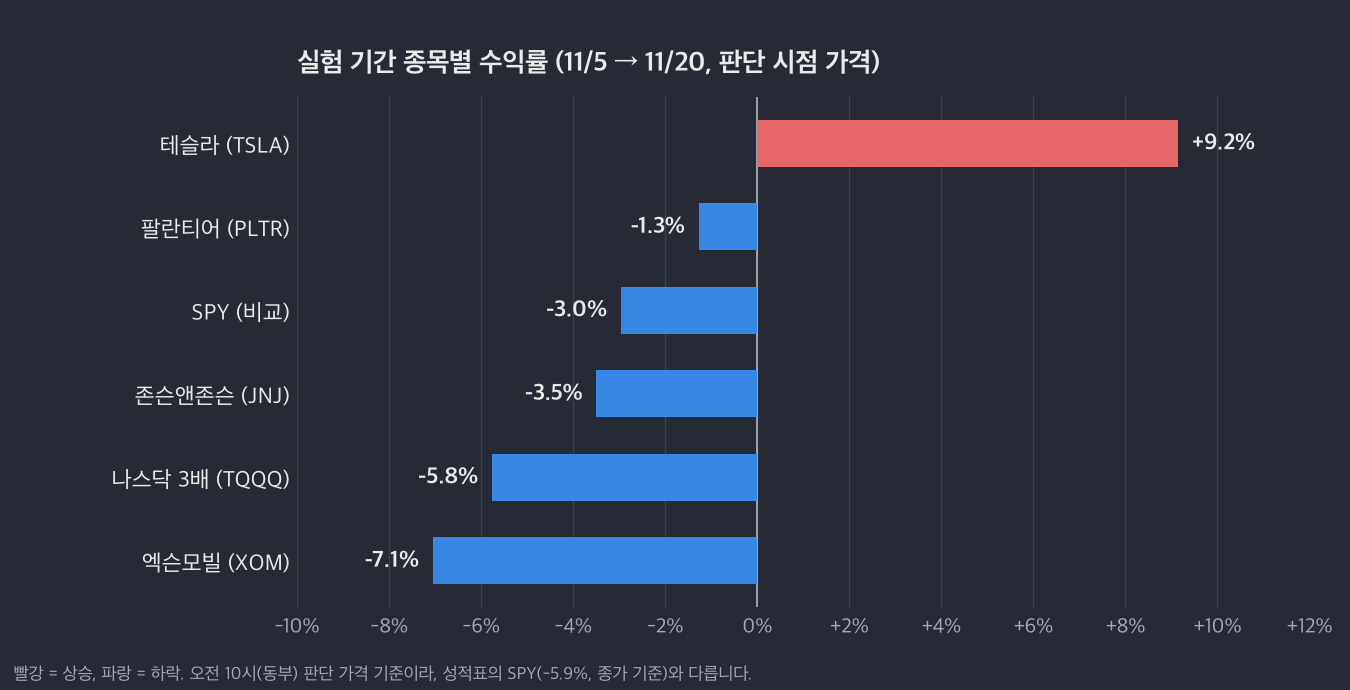 실험 기간 종목별 수익률 (11/5 → 11/20, 판단 시점 가격)
테슬라 (TSLA) +9.2%
팔란티어 (PLTR) -1.3%
SPY (비교) -3.0%
존슨앤존슨 (JNJ) -3.5%
나스닥 3배 (TQQQ) -5.8%
엑슨모빌 (XOM) -7.1%
-10% -8% -6% -4% -2% 0% +2% +4% +6% +8% +10% +12%
빨강 = 상승, 파랑 = 하락. 오전 10시(동부) 판단 가격 기준이라, 성적표의 SPY(-5.9%, 종가 기준)와 다릅니다.